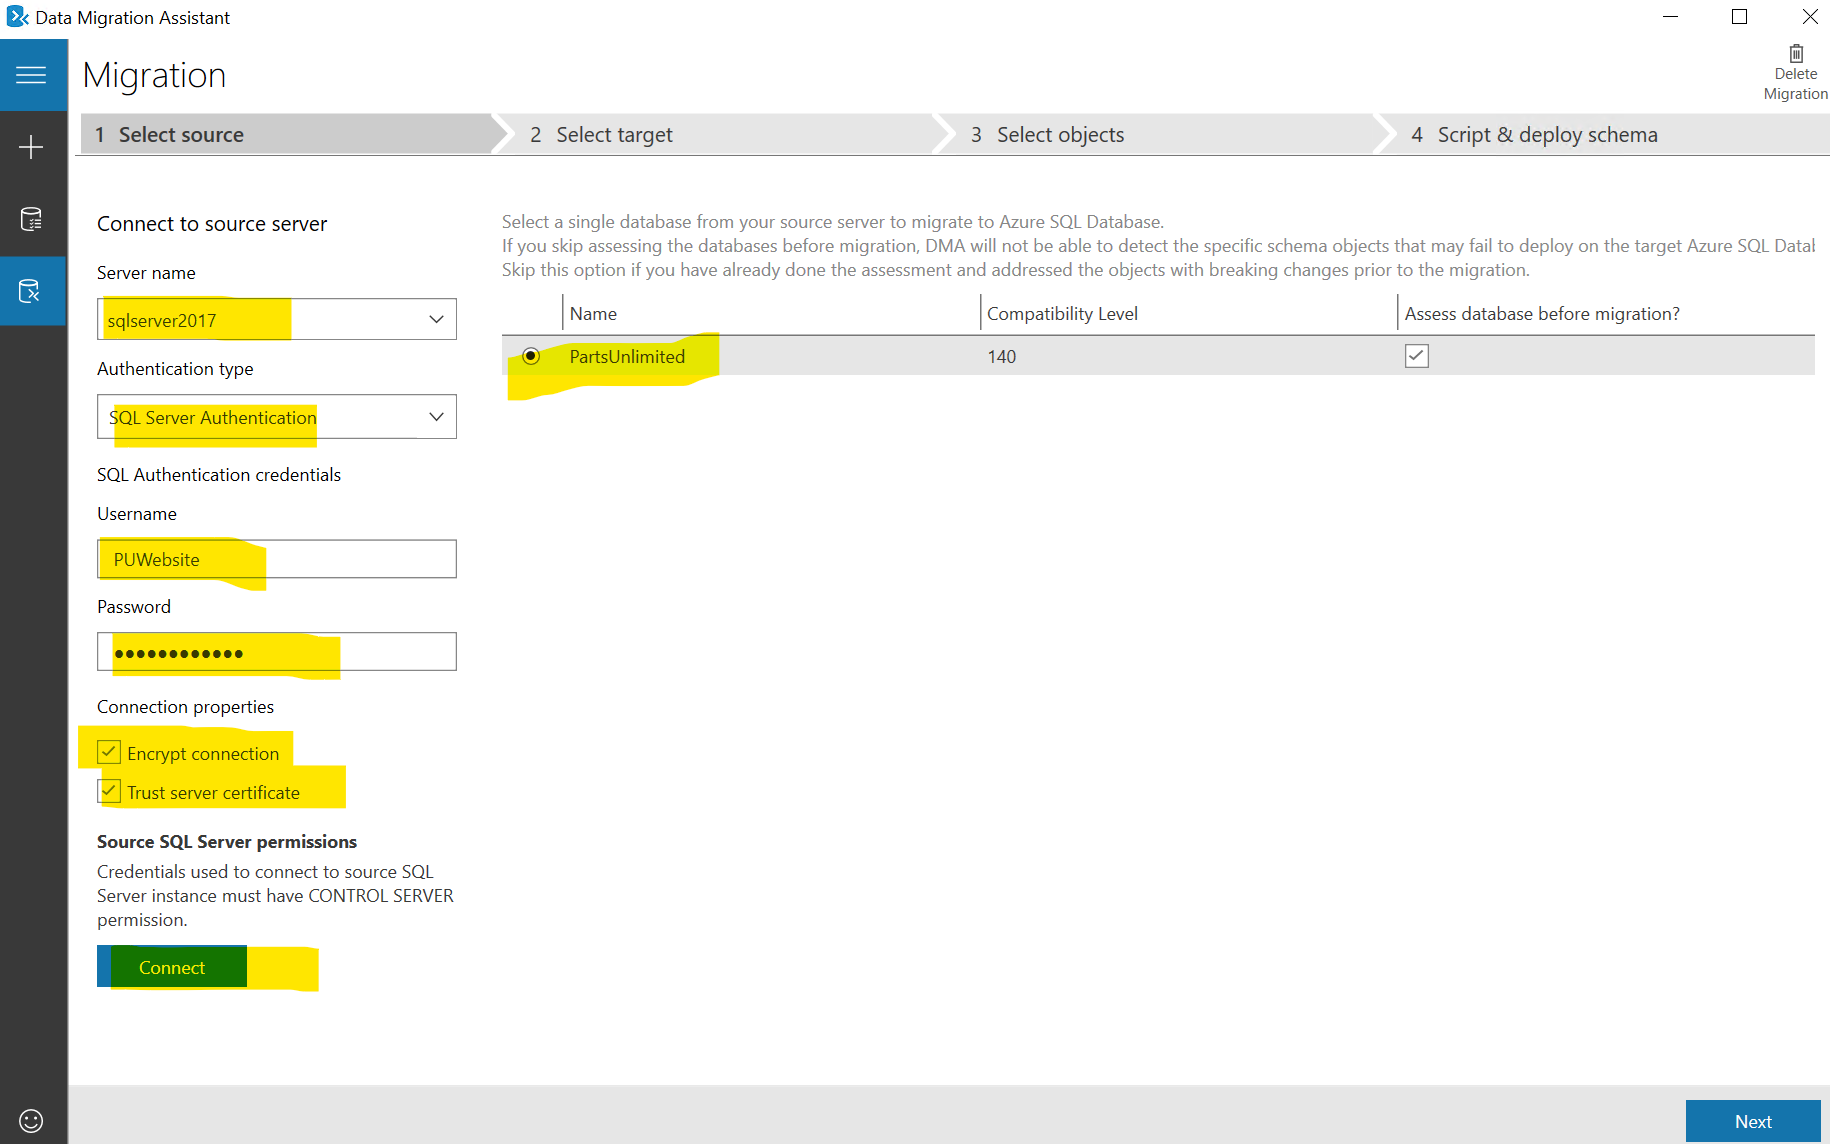 Data Migration Assistant
Migration
Delete
Migration
1 Select source
2 Select target
3 Select objects
4 Script & deploy schema
Connect to source server
Server name
sqlserver2017
Authentication type
SQL Server Authentication
SQL Authentication credentials
Username
PUWebsite
Password
●●●●●●●●●●●●
Connection properties
Encrypt connection
Trust server certificate
Source SQL Server permissions
Credentials used to connect to source SQL
Server instance must have CONTROL SERVER
permission.
Connect
Select a single database from your source server to migrate to Azure SQL Database.
If you skip assessing the databases before migration, DMA will not be able to detect the specific schema objects that may fail to deploy on the target Azure SQL Datab
Skip this option if you have already done the assessment and addressed the objects with breaking changes prior to the migration.
Name Compatibility Level Assess database before migration?
PartsUnlimited 140
Next